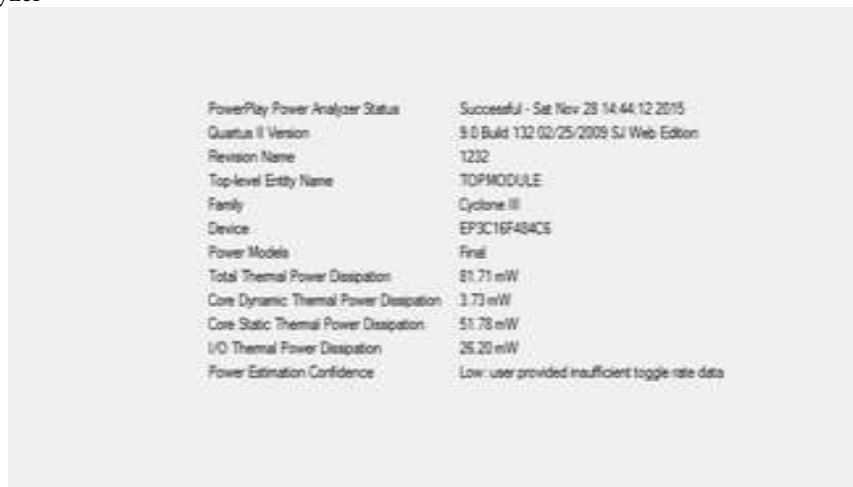 PowerPlay Power Analyzer Status Successful - Sat Nov 28 14:44:12 2015
Quartus II Version 9.0 Build 132 02/25/2009 SJ Web Edition
Revision Name 1232
Top-level Entity Name TOPMODULE
Family Cyclone III
Device EP3C16F484C6
Power Models Final
Total Thermal Power Dissipation 81.71 mW
Core Dynamic Thermal Power Dissipation 3.73 mW
Core Static Thermal Power Dissipation 51.78 mW
I/O Thermal Power Dissipation 26.20 mW
Power Estimation Confidence Low: user provided insufficient toggle rate data